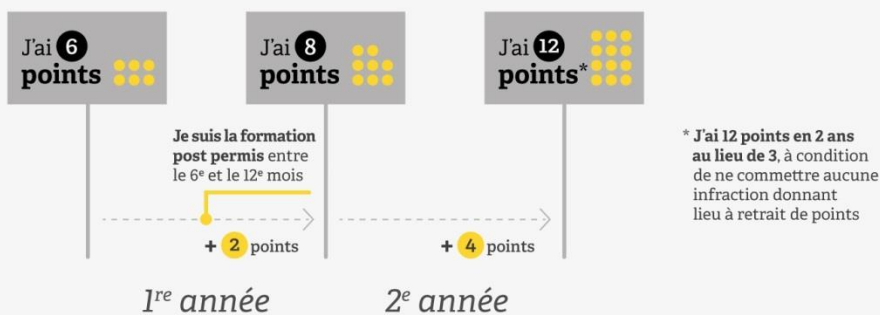 J'ai 6
points
J'ai 8
points
J'ai 12
points*
Je suis la formation
post permis entre
le 6e et le 12e mois
* J'ai 12 points en 2 ans
au lieu de 3, à condition
de ne commettre aucune
infraction donnant
lieu à retrait de points
+ 2 points
+ 4 points
1re année
2e année